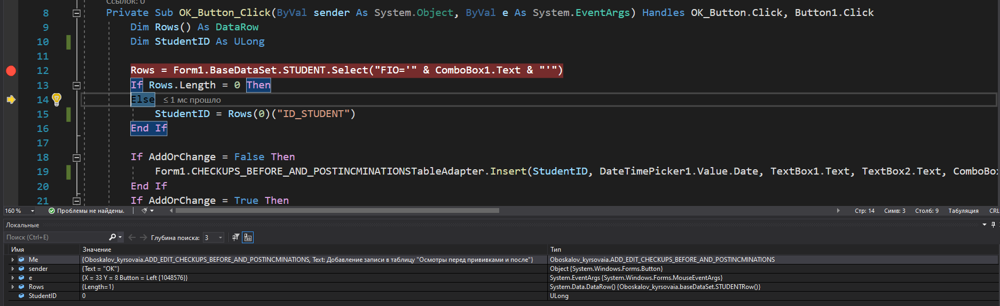 Ссылок: 0
8 Private Sub OK_Button_Click(ByVal sender As System.Object, ByVal e As System.EventArgs) Handles OK_Button.Click, Button1.Click
9 Dim Rows() As DataRow
10 Dim StudentID As ULong
11
12 Rows = Form1.BaseDataSet.STUDENT.Select("FIO='" & ComboBox1.Text & "'")
13 If Rows.Length = 0 Then
14 Else ≤ 1 мс прошло
15 StudentID = Rows(0)("ID_STUDENT")
16 End If
17
18 If AddOrChange = False Then
19 Form1.CHECKUPS_BEFORE_AND_POSTINCMINATIONSTableAdapter.Insert(StudentID, DateTimePicker1.Value.Date, TextBox1.Text, TextBox2.Text, ComboBox
20 End If
21 If AddOrChange = True Then
160 % Проблемы не найдены. Стр: 14 Симв: 3 Столб: 9 Табуляция CRL
Локальные
Поиск (Ctrl+E) Глубина поиска: 3
Имя Значение Тип
Me {Oboskalov_kyrsovaia.ADD_EDIT_CHECKUPS_BEFORE_AND_POSTINCMINATIONS, Text: Добавление записи в таблицу "Осмотры перед прививками и после"} Oboskalov_kyrsovaia.ADD_EDIT_CHECKUPS_BEFORE_AND_POSTINCMINATIONS
sender {Text = "OK"} Object {System.Windows.Forms.Button}
e {X = 33 Y = 8 Button = Left {1048576}} System.EventArgs {System.Windows.Forms.MouseEventArgs}
Rows {Length=1} System.Data.DataRow() {Oboskalov_kyrsovaia.baseDataSet.STUDENTRow()}
StudentID 0 ULong